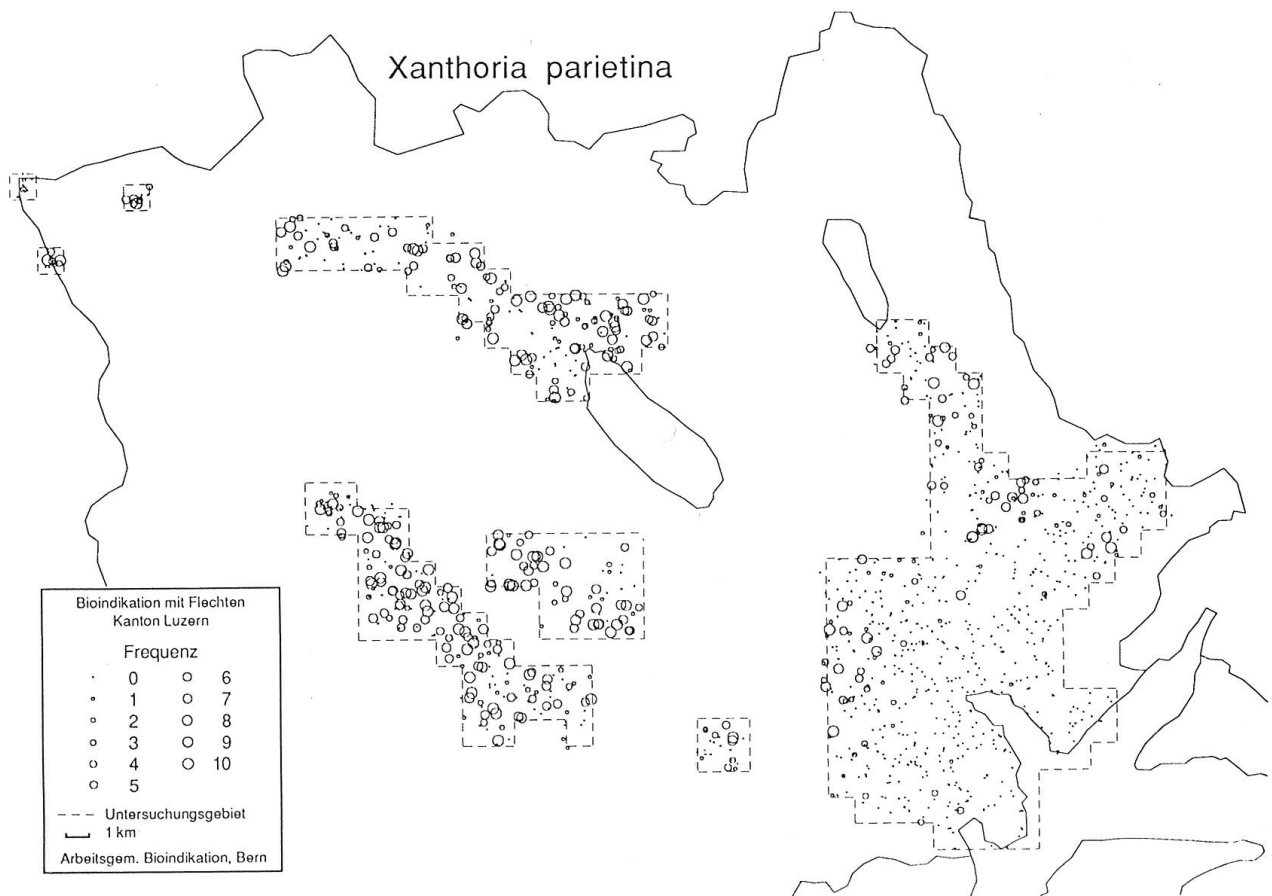 Xanthoria parietina
Bioindikation mit Flechten
Kanton Luzern
Frequenz
0 6
1 7
2 8
3 9
4 10
5
Untersuchungsgebiet
1 km
Arbeitsgem. Bioindikation, Bern